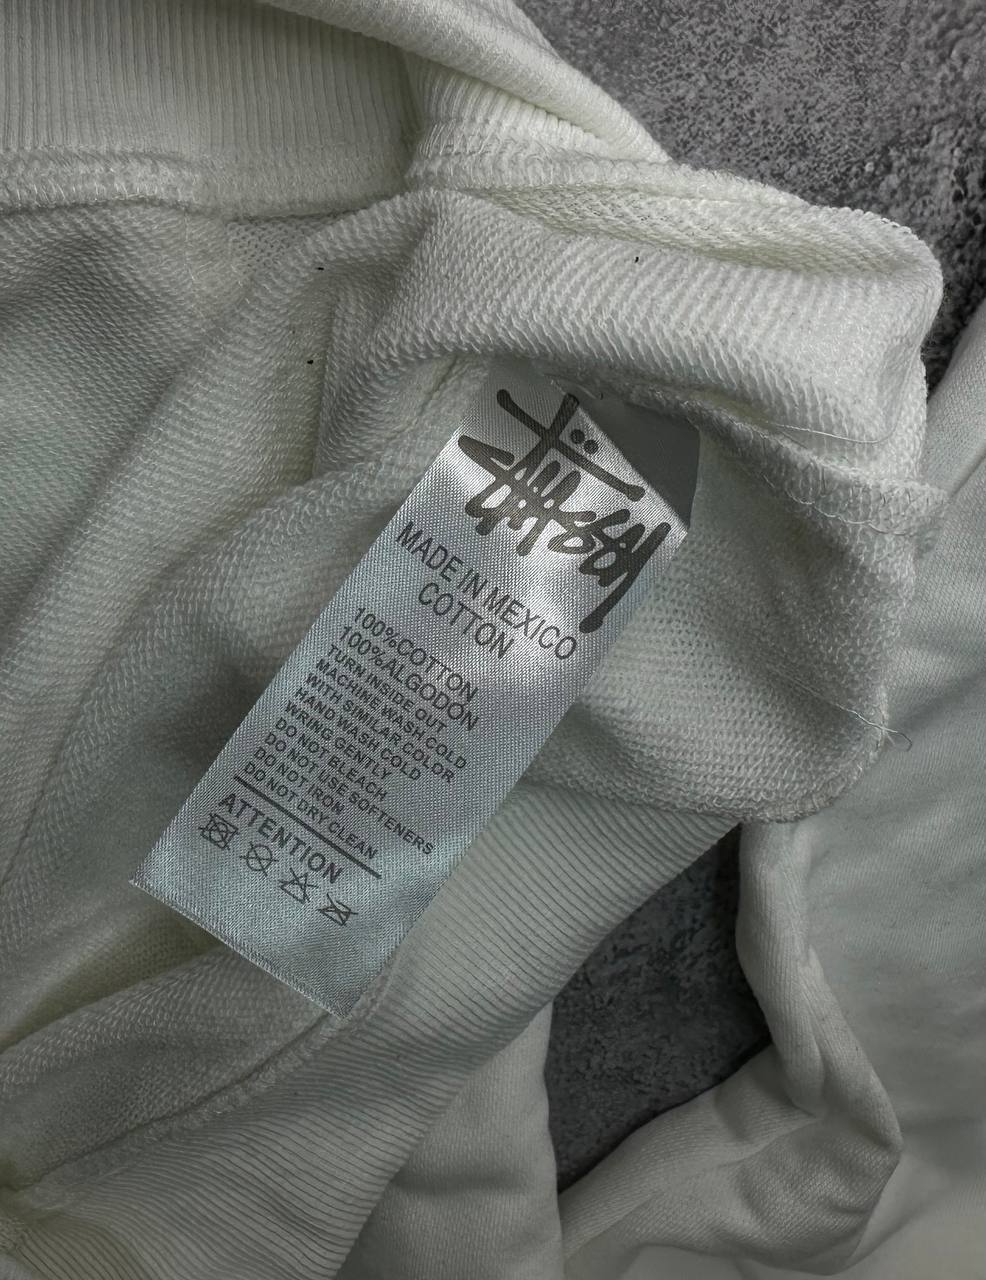 Stüssy
MADE IN MEXICO
COTTON
100%COTTON
100%ALGODON
TURN INSIDE OUT
MACHINE WASH COLD
WITH SIMILAR COLOR
HAND WASH COLD
WRING GENTLY
DO NOT BLEACH
DO NOT USE SOFTENERS
DO NOT IRON
DO NOT DRY CLEAN
ATTENTION